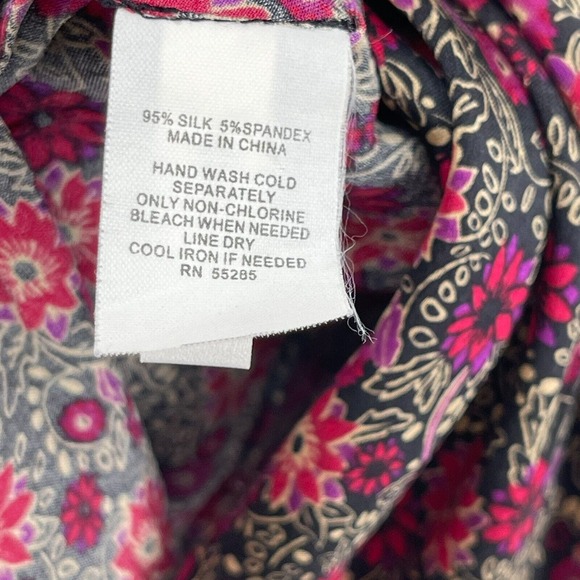 95% SILK 5%SPANDEX
MADE IN CHINA
HAND WASH COLD
SEPARATELY
ONLY NON-CHLORINE
BLEACH WHEN NEEDED
LINE DRY
COOL IRON IF NEEDED
RN 55285